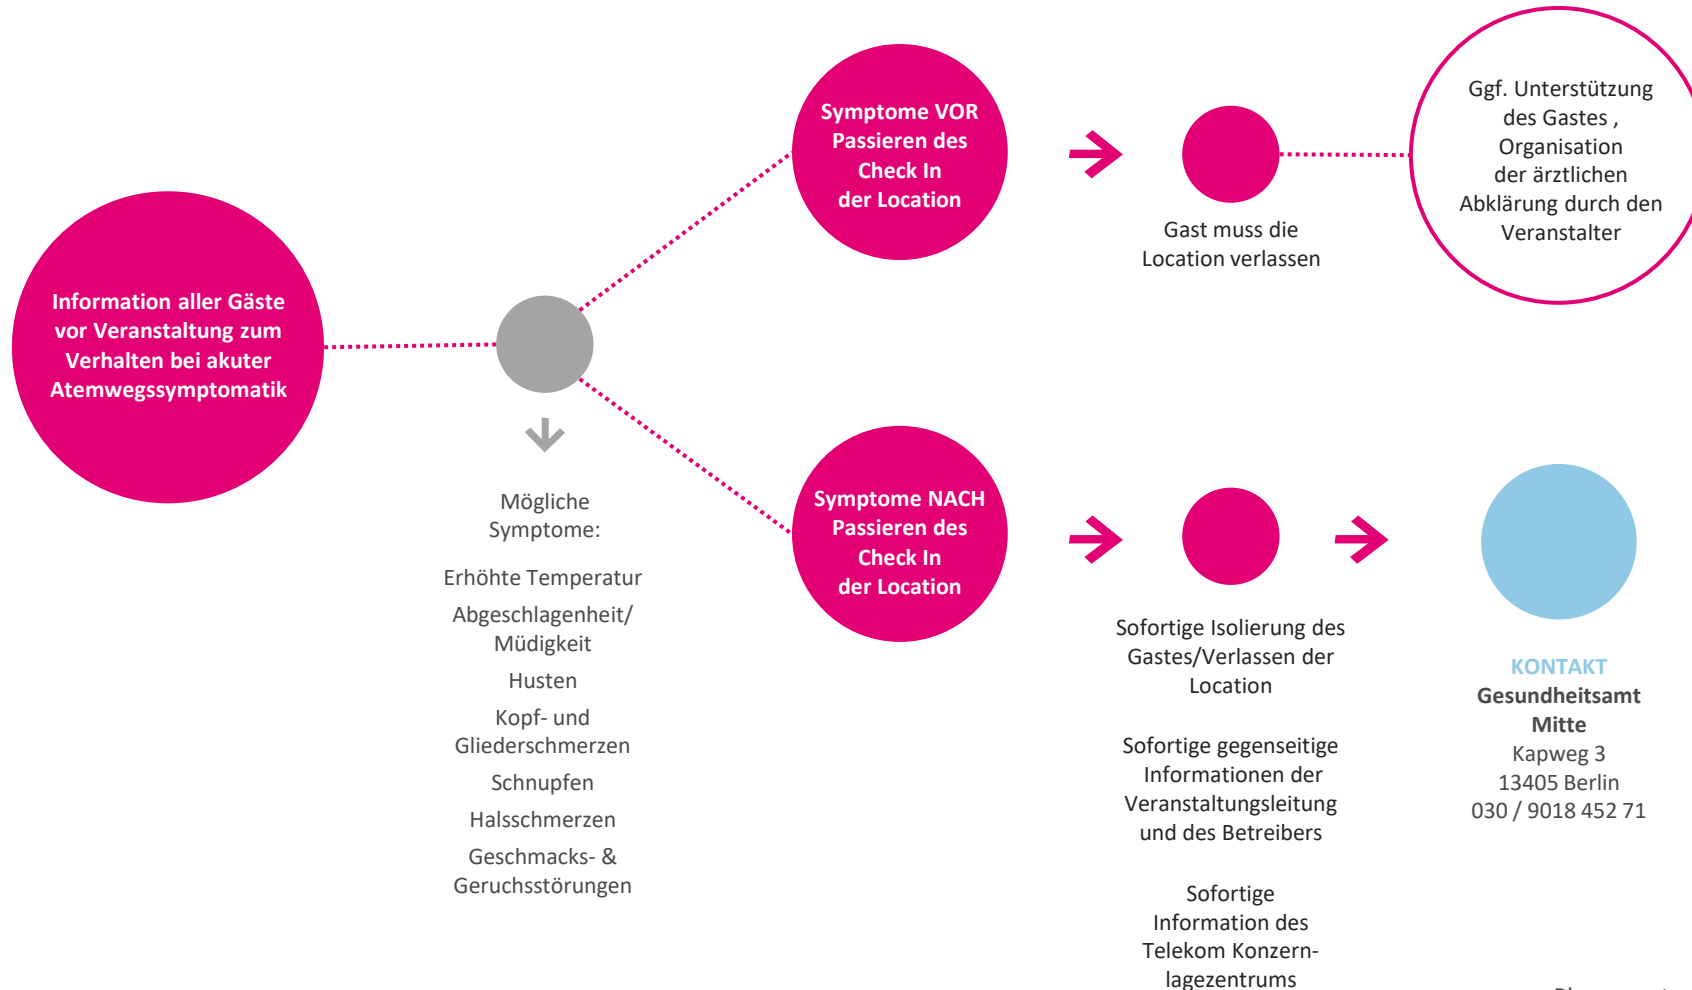 Information aller Gäste
vor Veranstaltung zum
Verhalten bei akuter
Atemwegssymptomatik
Mögliche
Symptome:
Erhöhte Temperatur
Abgeschlagenheit/
Müdigkeit
Husten
Kopf- und
Gliederschmerzen
Schnupfen
Halsschmerzen
Geschmacks- &
Geruchsstörungen
Symptome VOR
Passieren des
Check In
der Location
Gast muss die
Location verlassen
Ggf. Unterstützung
des Gastes ,
Organisation
der ärztlichen
Abklärung durch den
Veranstalter
Symptome NACH
Passieren des
Check In
der Location
Sofortige Isolierung des
Gastes/Verlassen der
Location
Sofortige gegenseitige
Informationen der
Veranstaltungsleitung
und des Betreibers
Sofortige
Information des
Telekom Konzern-
lagezentrums
KONTAKT
Gesundheitsamt
Mitte
Kapweg 3
13405 Berlin
030 / 9018 452 71